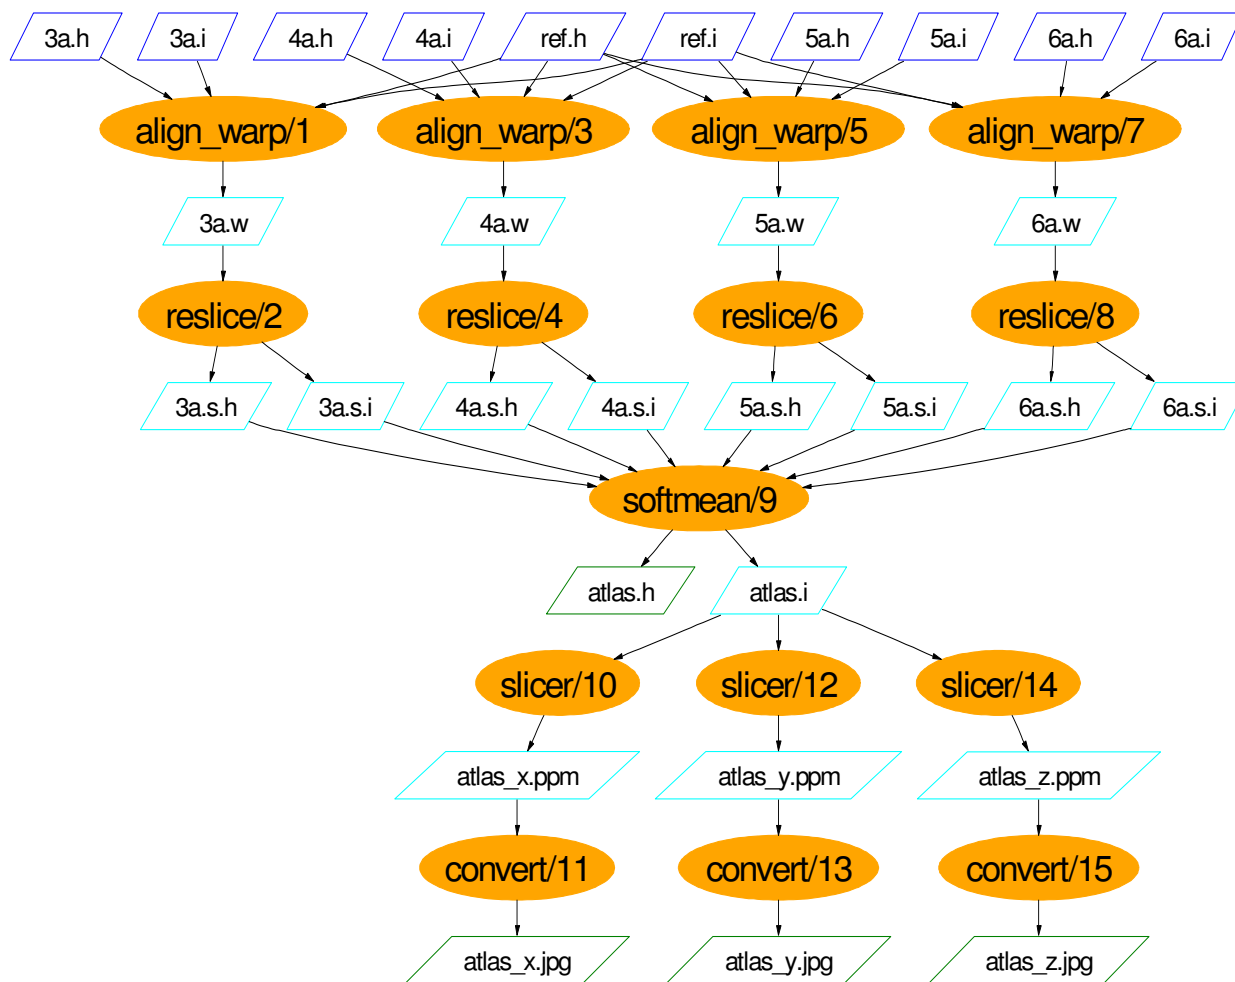 3a.h 3a.i 4a.h 4a.i ref.h ref.i 5a.h 5a.i 6a.h 6a.i
align_warp/1 align_warp/3 align_warp/5 align_warp/7
3a.w 4a.w 5a.w 6a.w
reslice/2 reslice/4 reslice/6 reslice/8
3a.s.h 3a.s.i 4a.s.h 4a.s.i 5a.s.h 5a.s.i 6a.s.h 6a.s.i
softmean/9
atlas.h atlas.i
slicer/10 slicer/12 slicer/14
atlas_x.ppm atlas_y.ppm atlas_z.ppm
convert/11 convert/13 convert/15
atlas_x.jpg atlas_y.jpg atlas_z.jpg